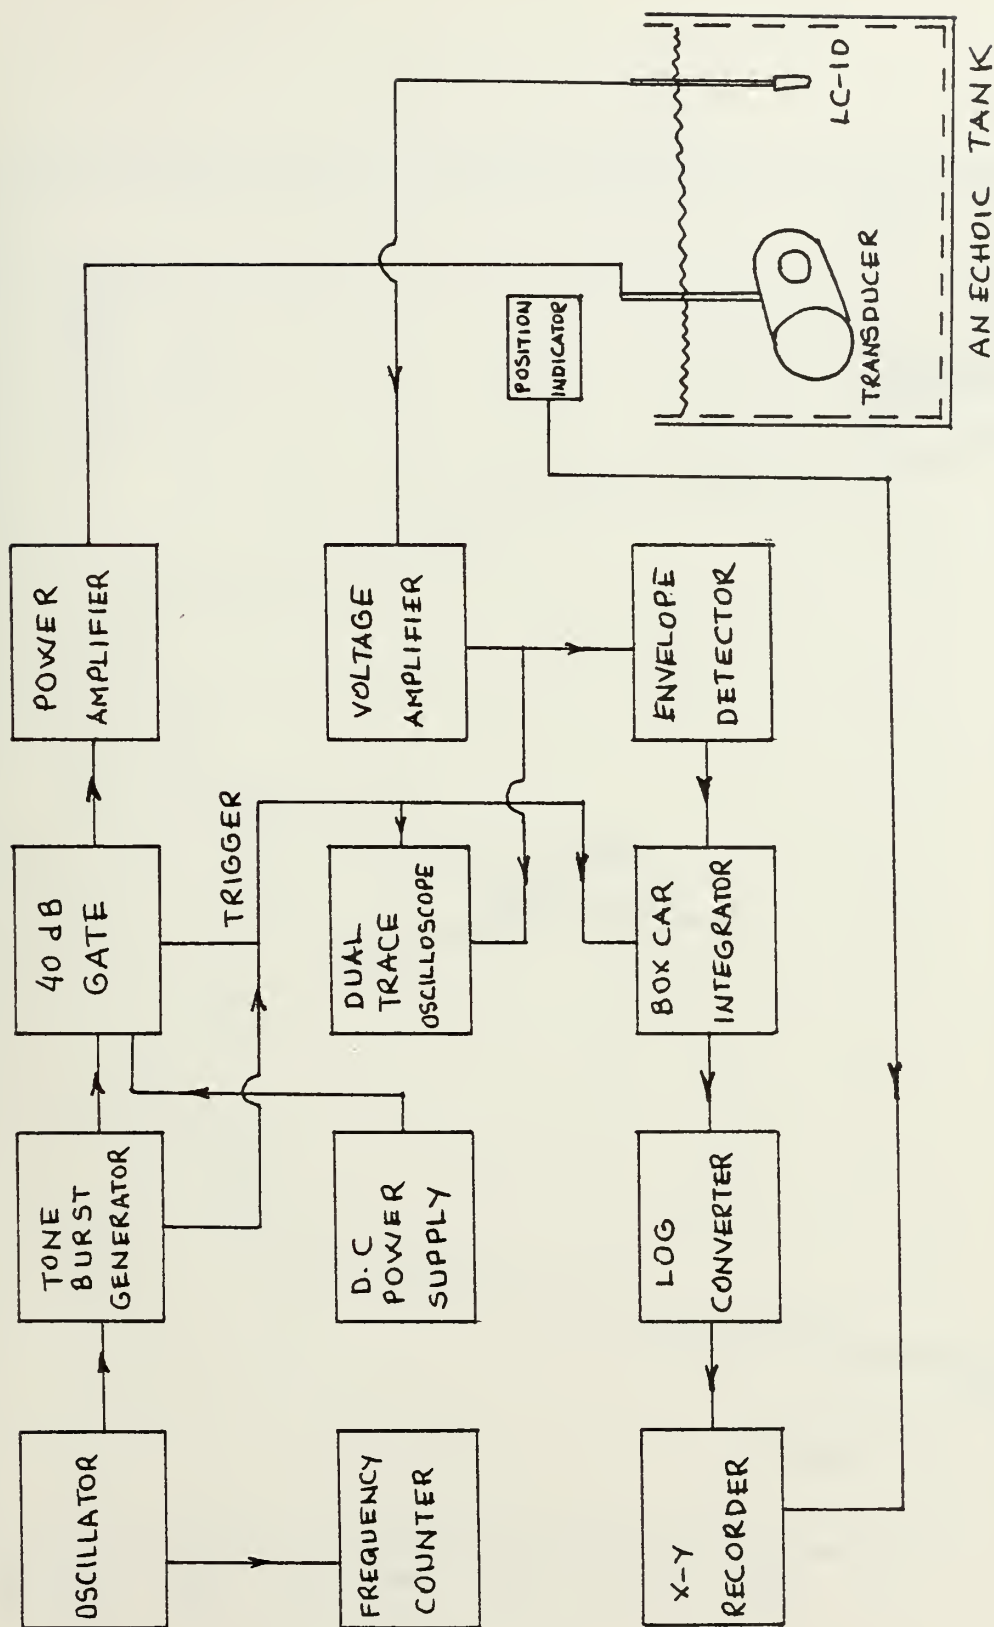 OSCILLATOR
TONE
BURST
GENERATOR
40 dB
GATE
POWER
AMPLIFIER
TRIGGER
FREQUENCY
COUNTER
D.C
POWER
SUPPLY
DUAL
TRACE
OSCILLOSCOPE
VOLTAGE
AMPLIFIER
POSITION
INDICATOR
X-Y
RECORDER
LOG
CONVERTER
BOX CAR
INTEGRATOR
ENVELOPE
DETECTOR
TRANSDUCER
LC-10
ANECHOIC TANK